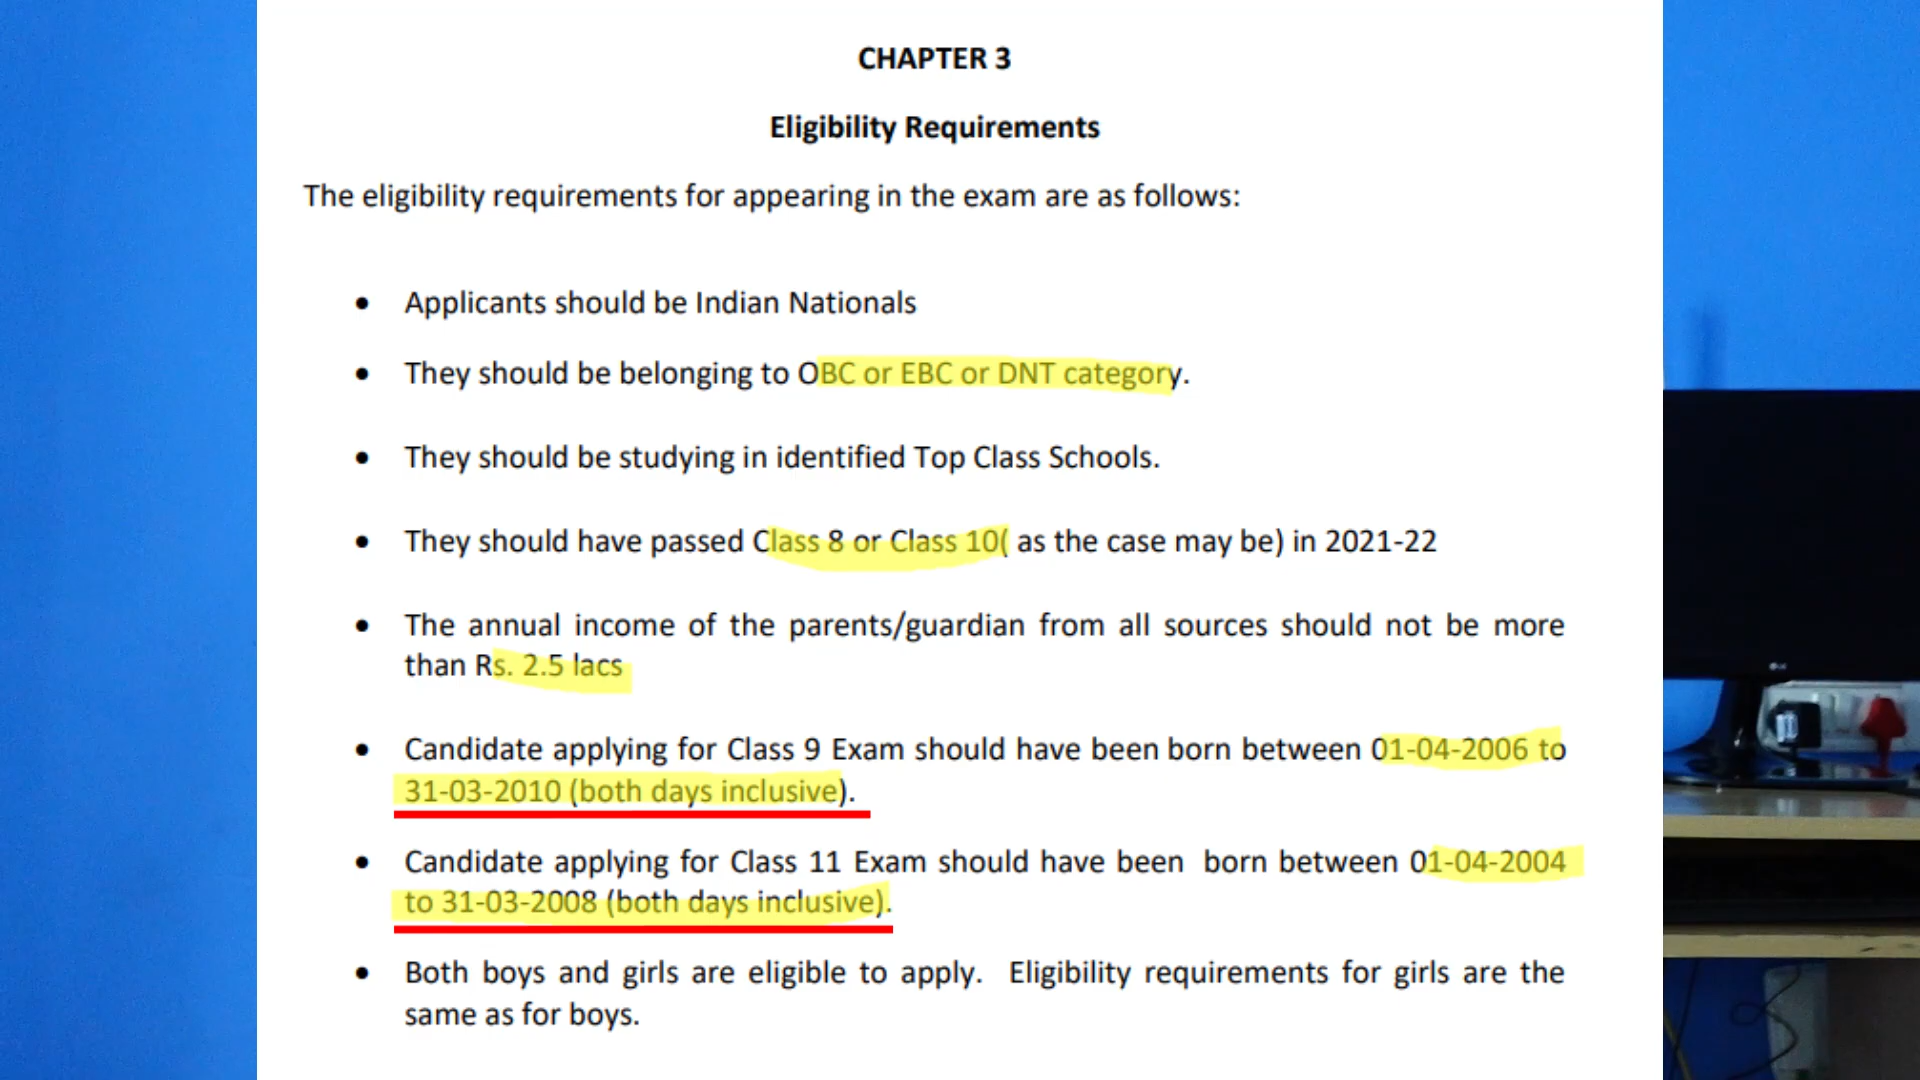 CHAPTER 3
Eligibility Requirements
The eligibility requirements for appearing in the exam are as follows:
• Applicants should be Indian Nationals
• They should be belonging to OBC or EBC or DNT category.
• They should be studying in identified Top Class Schools.
• They should have passed Class 8 or Class 10( as the case may be) in 2021-22
• The annual income of the parents/guardian from all sources should not be more
than Rs. 2.5 lacs
• Candidate applying for Class 9 Exam should have been born between 01-04-2006 to
31-03-2010 (both days inclusive).
• Candidate applying for Class 11 Exam should have been born between 01-04-2004
to 31-03-2008 (both days inclusive).
• Both boys and girls are eligible to apply. Eligibility requirements for girls are the
same as for boys.